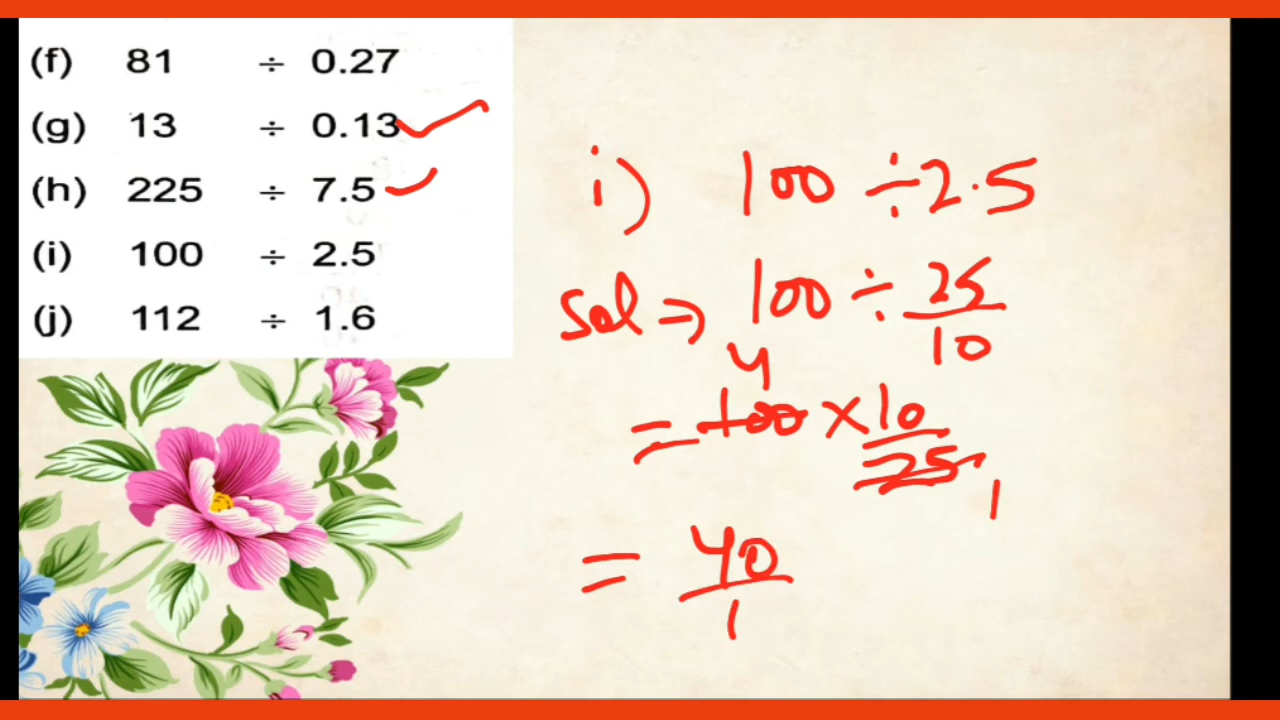 (f) 81 ÷ 0.27
(g) 13 ÷ 0.13
(h) 225 ÷ 7.5
(i) 100 ÷ 2.5
(j) 112 ÷ 1.6
i) 100 ÷ 2.5
Sol ⇒ 100 ÷ 25/10
4
= 100 × 10/25
1
= 40/1